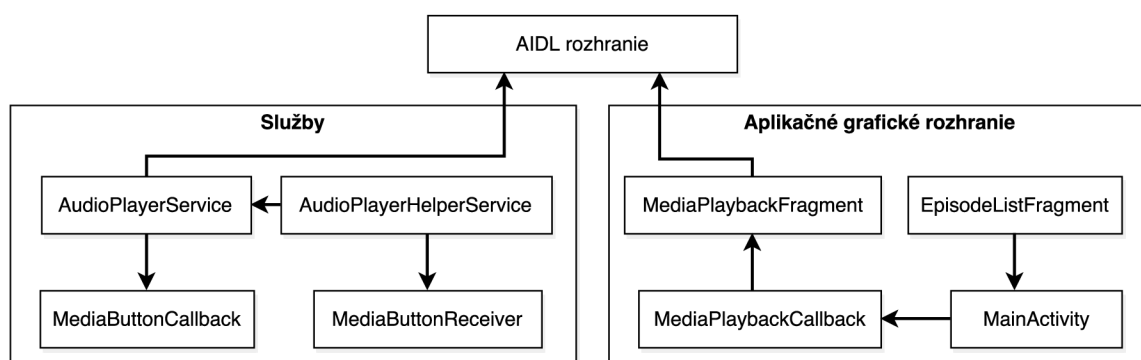 AIDL rozhranie
Služby
Aplikačné grafické rozhranie
AudioPlayerService
AudioPlayerHelperService
MediaPlaybackFragment
EpisodeListFragment
MediaButtonCallback
MediaButtonReceiver
MediaPlaybackCallback
MainActivity